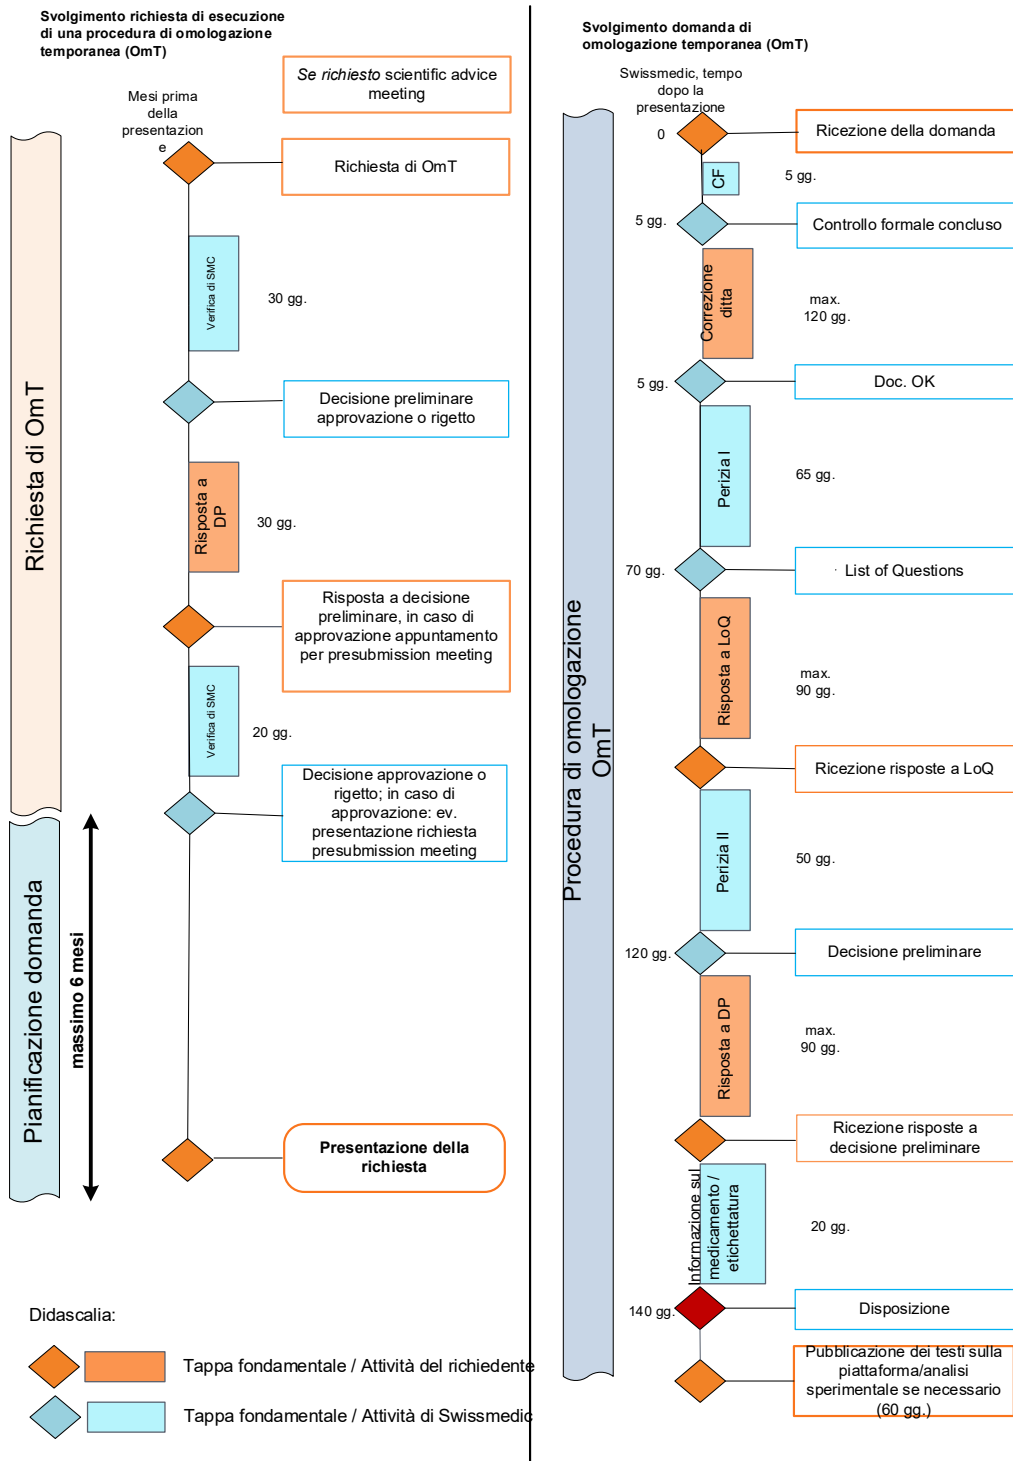 Svolgimento richiesta di esecuzione
di una procedura di omologazione
temporanea (OmT)
Se richiesto scientific advice
meeting
Mesi prima
della
presentazion
e
Richiesta di OmT
Verifica di SMC
30 gg.
Decisione preliminare
approvazione o rigetto
Risposta a
DP
30 gg.
Risposta a decisione
preliminare, in caso di
approvazione appuntamento
per presubmission meeting
Verifica di SMC
20 gg.
Decisione approvazione o
rigetto; in caso di
approvazione: ev.
presentazione richiesta
presubmission meeting
Richiesta di OmT
Pianificazione domanda
massimo 6 mesi
Presentazione della
richiesta
Didascalia:
Tappa fondamentale / Attività del richiedente
Tappa fondamentale / Attività di Swissmedic
Svolgimento domanda di
omologazione temporanea (OmT)
Swissmedic, tempo
dopo la
presentazione
0
Ricezione della domanda
CF
5 gg.
5 gg.
Controllo formale concluso
Correzione
ditta
max.
120 gg.
5 gg.
Doc. OK
Perizia I
65 gg.
70 gg.
· List of Questions
Risposta a LoQ
max.
90 gg.
Ricezione risposte a LoQ
Perizia II
50 gg.
120 gg.
Decisione preliminare
Risposta a DP
max.
90 gg.
Ricezione risposte a
decisione preliminare
Informazione sul
medicamento /
etichettatura
20 gg.
140 gg.
Disposizione
Pubblicazione dei testi sulla
piattaforma/analisi
sperimentale se necessario
(60 gg.)
Procedura di omologazione
OmT